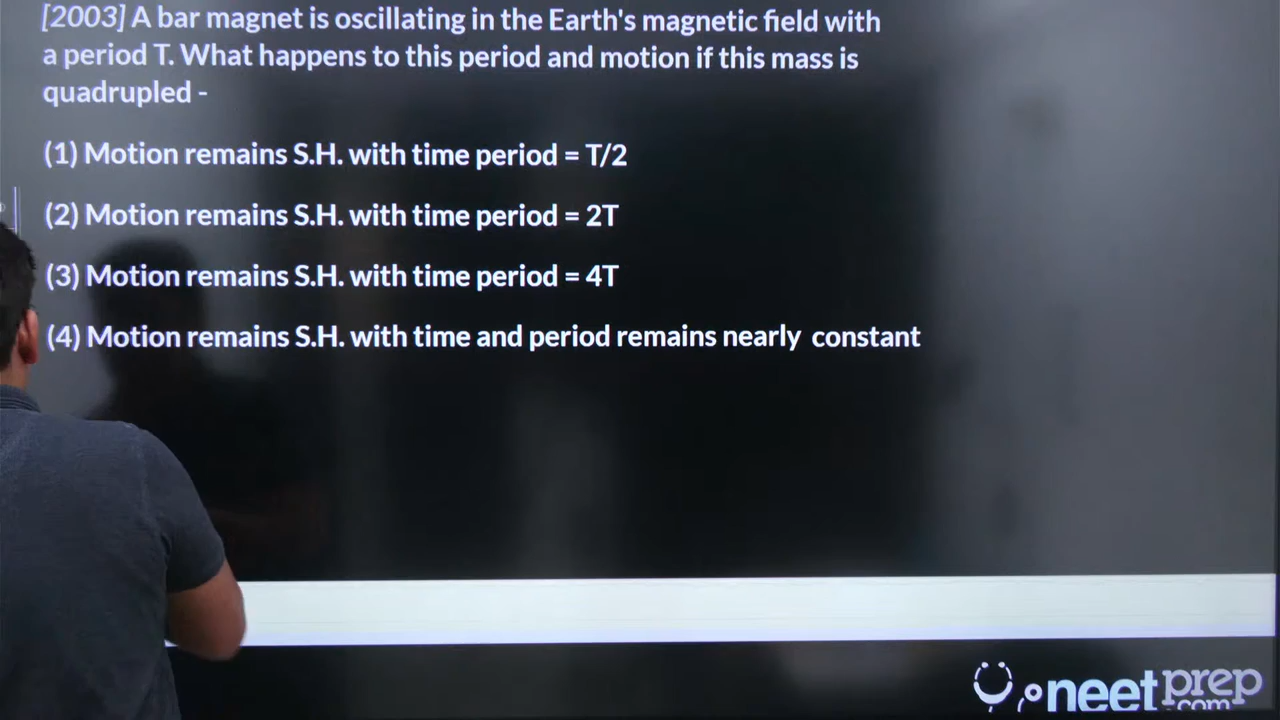 [2003] A bar magnet is oscillating in the Earth's magnetic field with
a period T. What happens to this period and motion if this mass is
quadrupled -
(1) Motion remains S.H. with time period = T/2
(2) Motion remains S.H. with time period = 2T
(3) Motion remains S.H. with time period = 4T
(4) Motion remains S.H. with time and period remains nearly constant
neetprep
.com